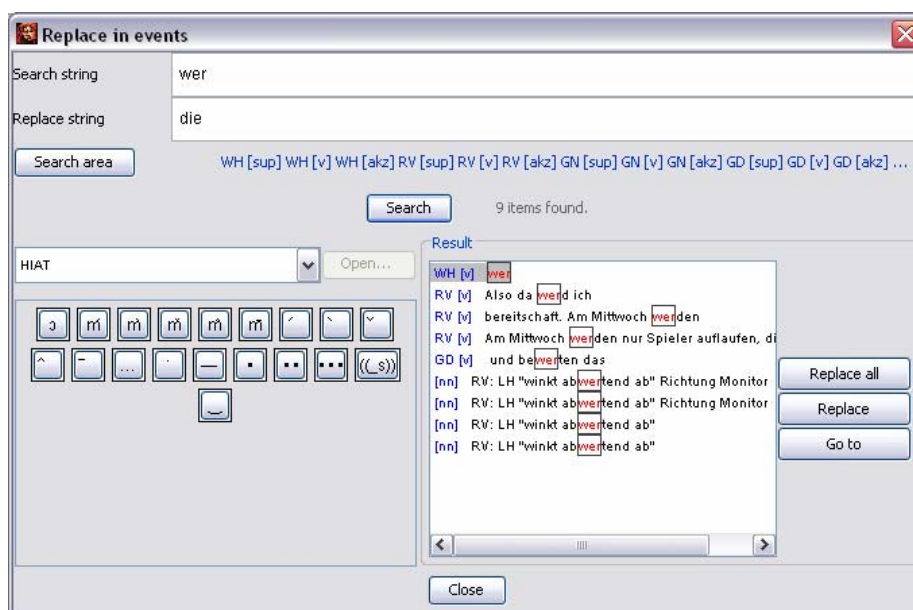 Replace in events
Search string wer
Replace string die
Search area WH [sup] WH [v] WH [akz] RV [sup] RV [v] RV [akz] GN [sup] GN [v] GN [akz] GD [sup] GD [v] GD [akz] ...
Search 9 items found.
HIAT Open...
ɔ ḿ m̀ m̌ m̂ m̄ ˊ ˋ ˇ
ˆ ˉ … ˙ — • •• ••• ((_s))
‿
Result
WH [v] wer
RV [v] Also da werd ich
RV [v] bereitschaft. Am Mittwoch werden
RV [v] Am Mittwoch werden nur Spieler auflaufen, di
GD [v] und bewerten das
[nn] RV: LH "winkt abwertend ab" Richtung Monitor
[nn] RV: LH "winkt abwertend ab" Richtung Monitor
[nn] RV: LH "winkt abwertend ab"
[nn] RV: LH "winkt abwertend ab"
Replace all
Replace
Go to
Close